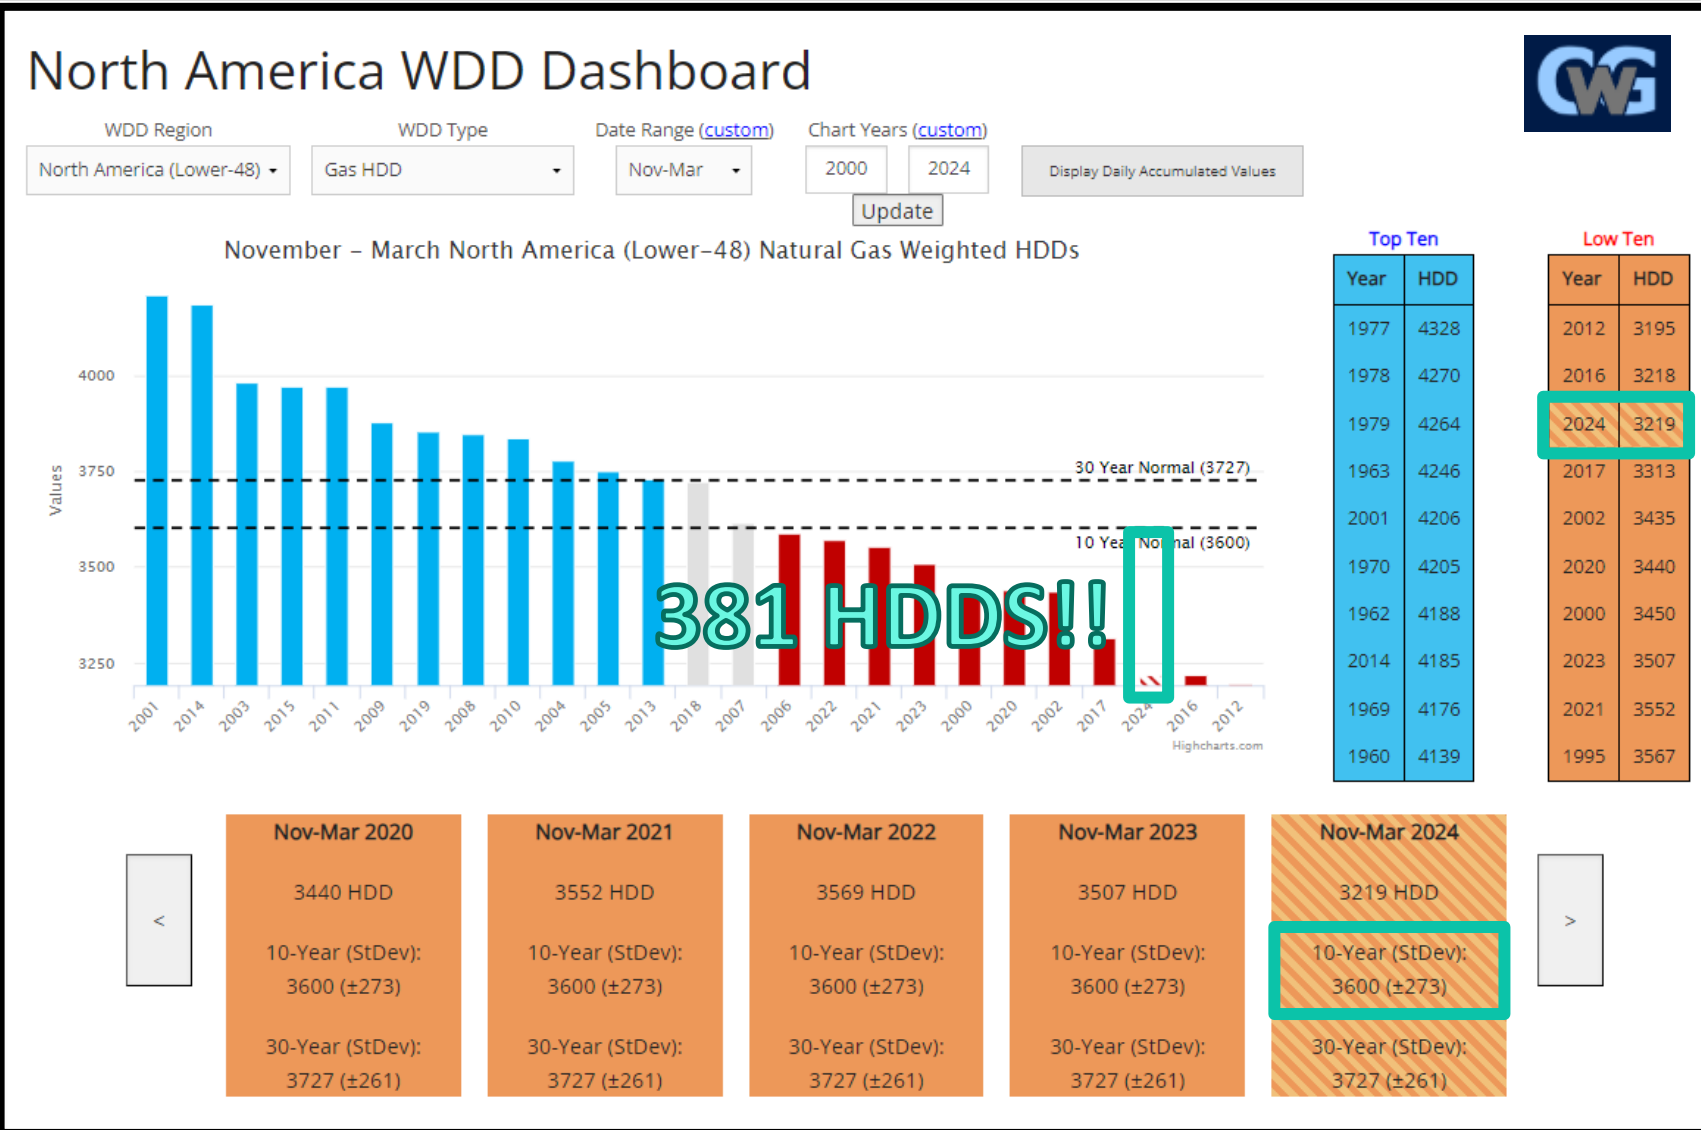 North America WDD Dashboard
CWG
WDD Region
WDD Type
Date Range (custom)
Chart Years (custom)
North America (Lower-48)
Gas HDD
Nov-Mar
2000
2024
Display Daily Accumulated Values
Update
November – March North America (Lower-48) Natural Gas Weighted HDDs
Values
4000
3750
3500
3250
30 Year Normal (3727)
10 Year Normal (3600)
381 HDDS!!
2001 2014 2003 2015 2011 2009 2019 2008 2010 2004 2005 2013 2018 2007 2006 2022 2021 2023 2000 2020 2002 2017 2024 2016 2012
Highcharts.com
Top Ten
Year HDD
1977 4328
1978 4270
1979 4264
1963 4246
2001 4206
1970 4205
1962 4188
2014 4185
1969 4176
1960 4139
Low Ten
Year HDD
2012 3195
2016 3218
2024 3219
2017 3313
2002 3435
2020 3440
2000 3450
2023 3507
2021 3552
1995 3567
<
Nov-Mar 2020
3440 HDD
10-Year (StDev):
3600 (±273)
30-Year (StDev):
3727 (±261)
Nov-Mar 2021
3552 HDD
10-Year (StDev):
3600 (±273)
30-Year (StDev):
3727 (±261)
Nov-Mar 2022
3569 HDD
10-Year (StDev):
3600 (±273)
30-Year (StDev):
3727 (±261)
Nov-Mar 2023
3507 HDD
10-Year (StDev):
3600 (±273)
30-Year (StDev):
3727 (±261)
Nov-Mar 2024
3219 HDD
10-Year (StDev):
3600 (±273)
30-Year (StDev):
3727 (±261)
>